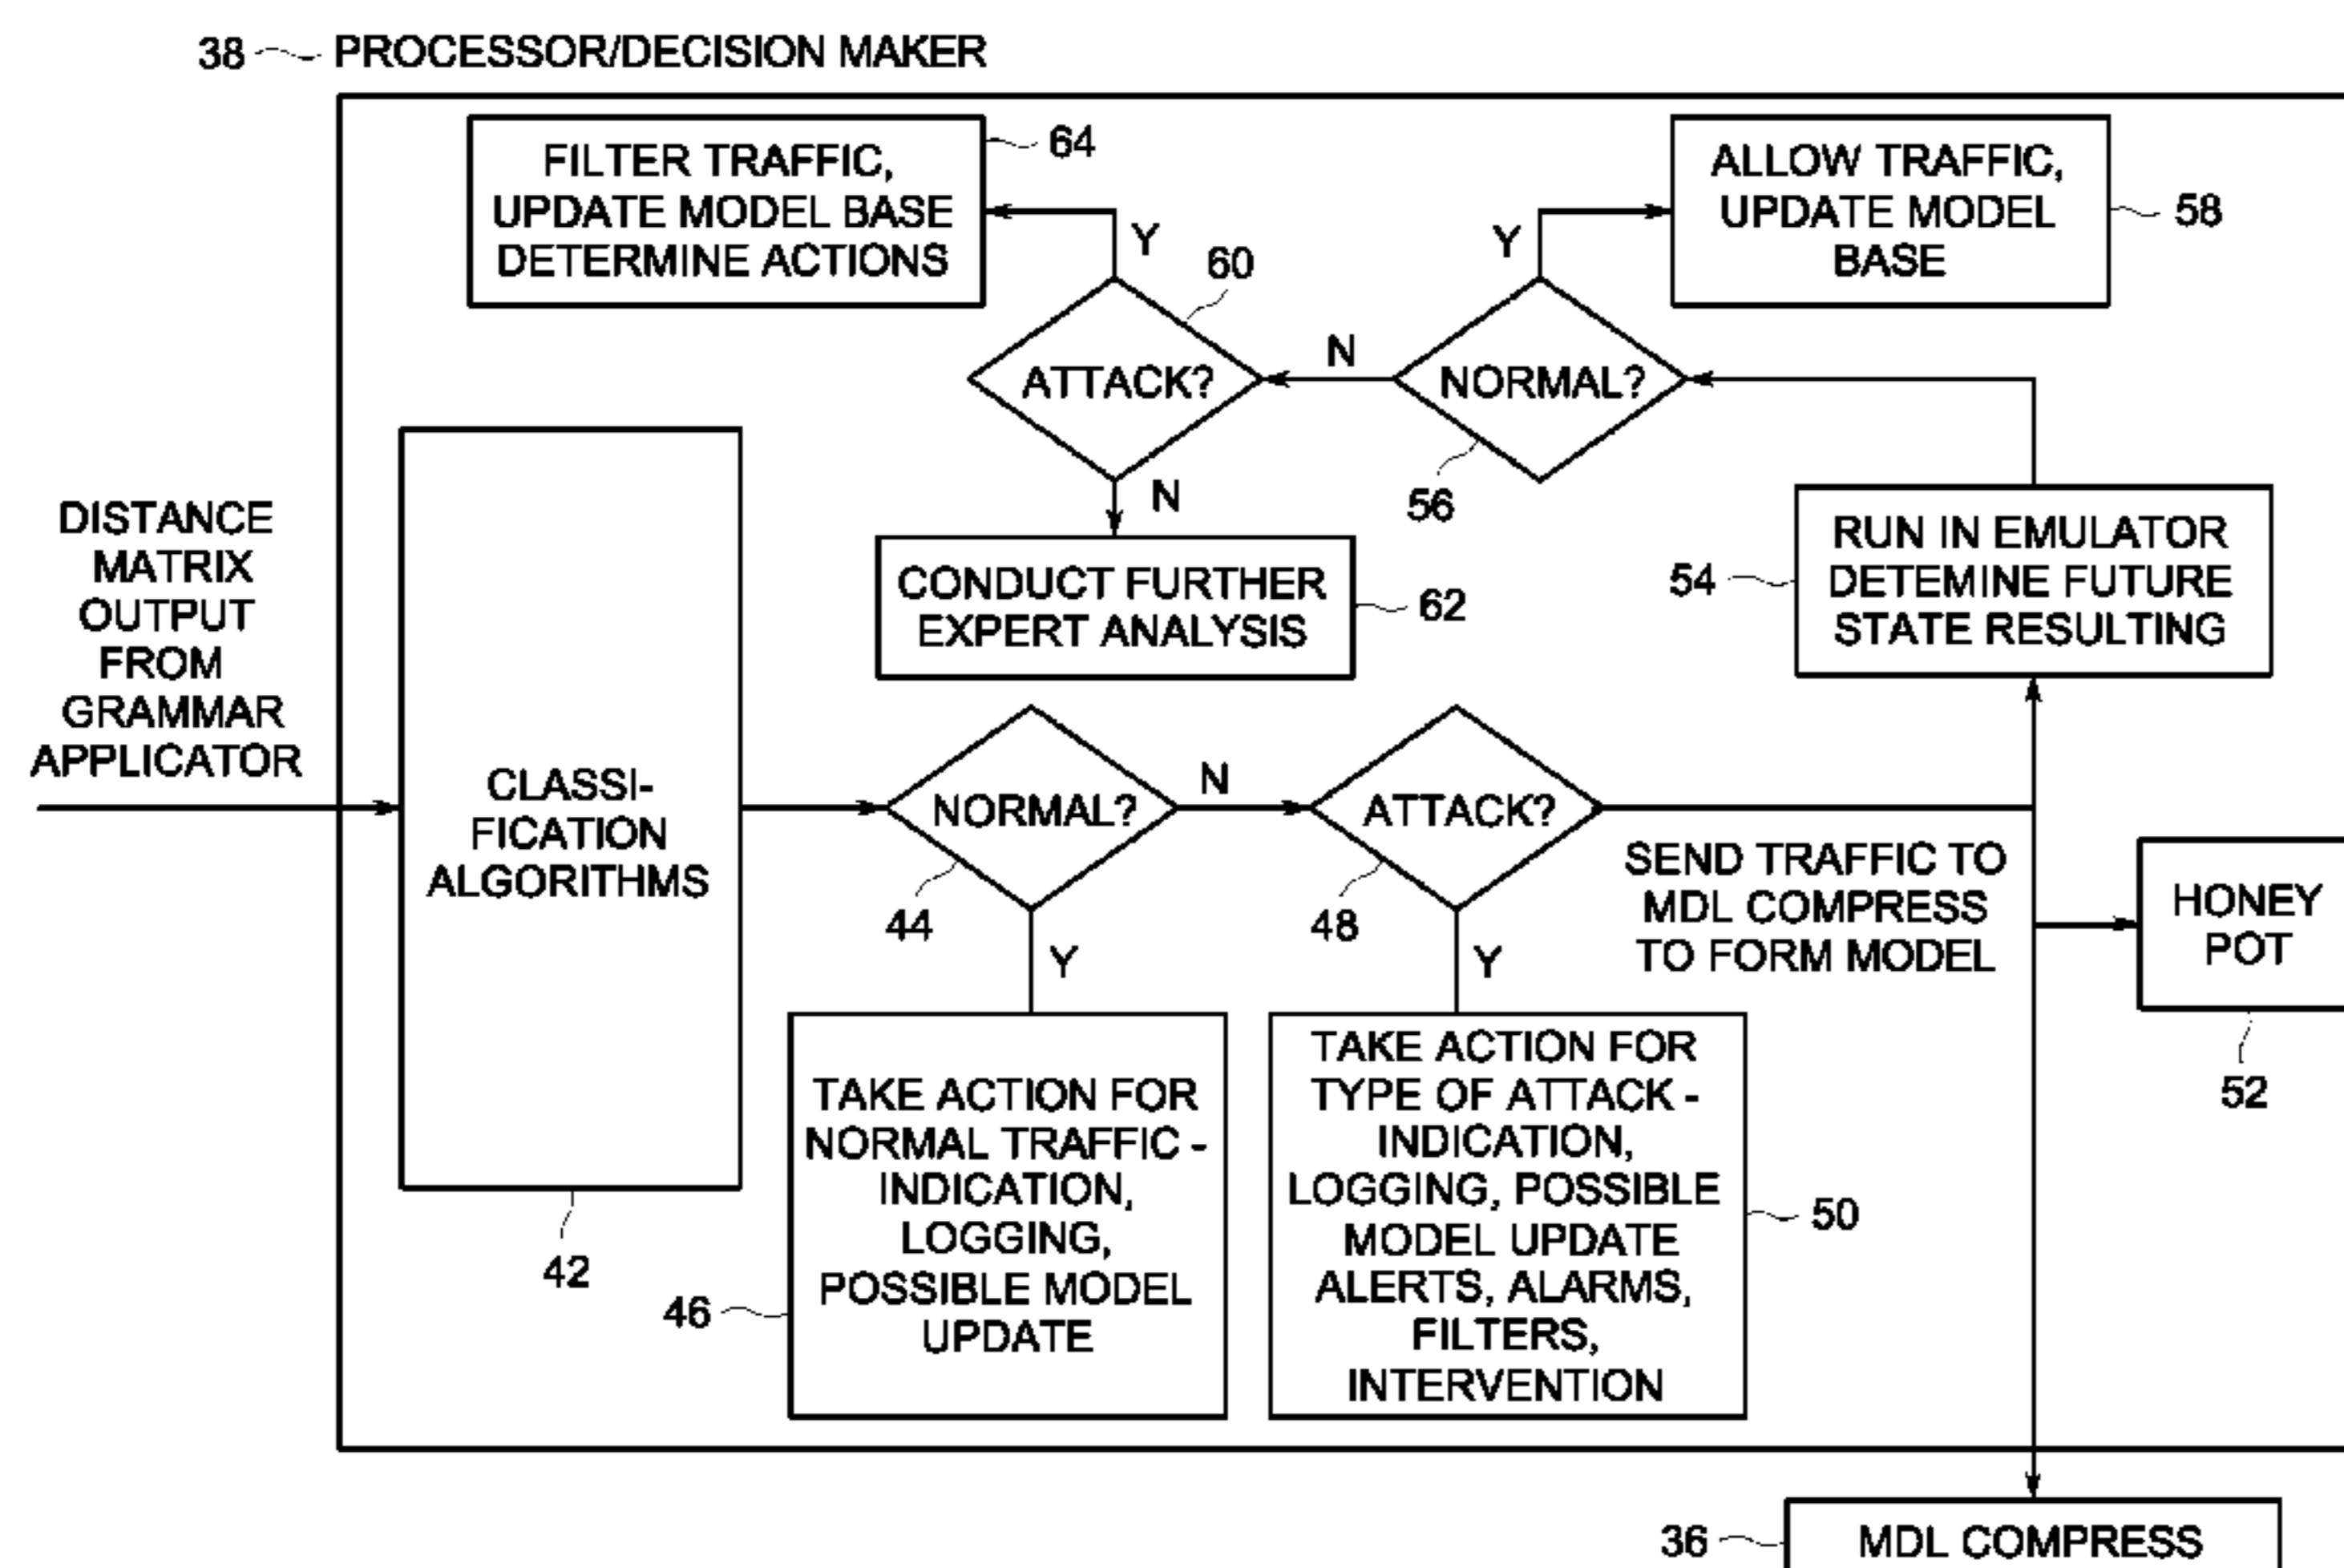 38 PROCESSOR/DECISION MAKER
FILTER TRAFFIC,
UPDATE MODEL BASE
DETERMINE ACTIONS
64
Y
60
ATTACK?
N
N
Y
NORMAL?
56
ALLOW TRAFFIC,
UPDATE MODEL
BASE
58
CONDUCT FURTHER
EXPERT ANALYSIS
62
54
RUN IN EMULATOR
DETEMINE FUTURE
STATE RESULTING
DISTANCE
MATRIX
OUTPUT
FROM
GRAMMAR
APPLICATOR
CLASSI-
FICATION
ALGORITHMS
42
NORMAL?
44
N
Y
ATTACK?
48
Y
SEND TRAFFIC TO
MDL COMPRESS
TO FORM MODEL
HONEY
POT
52
TAKE ACTION FOR
NORMAL TRAFFIC -
INDICATION,
LOGGING,
POSSIBLE MODEL
UPDATE
46
TAKE ACTION FOR
TYPE OF ATTACK -
INDICATION,
LOGGING, POSSIBLE
MODEL UPDATE
ALERTS, ALARMS,
FILTERS,
INTERVENTION
50
36
MDL COMPRESS